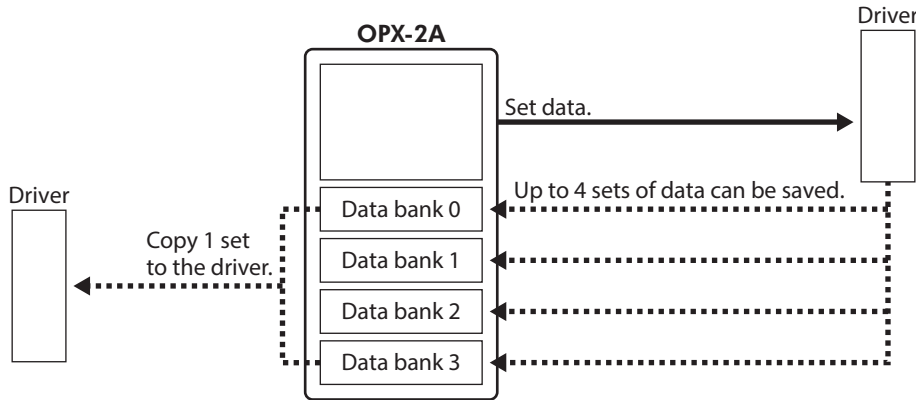 Driver
OPX-2A
Set data.
Up to 4 sets of data can be saved.
Driver
Data bank 0
Copy 1 set
to the driver.
Data bank 1
Data bank 2
Data bank 3